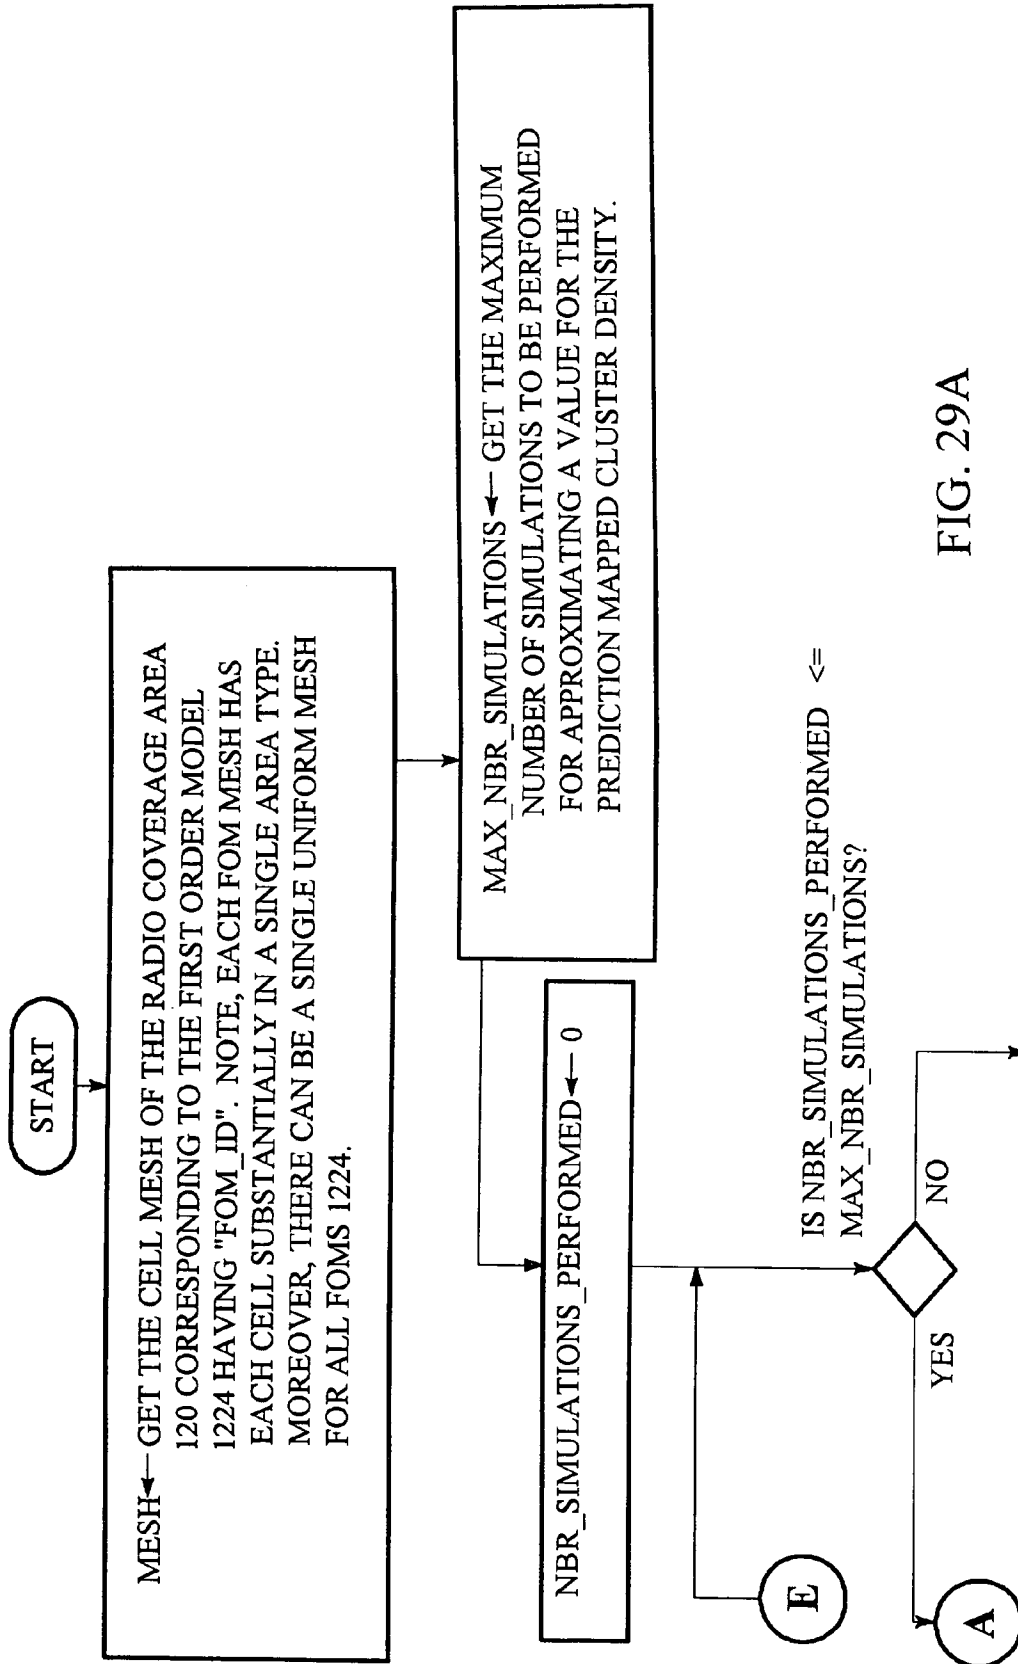 START
MESH ← GET THE CELL MESH OF THE RADIO COVERAGE AREA
120 CORRESPONDING TO THE FIRST ORDER MODEL
1224 HAVING "FOM_ID". NOTE, EACH FOM MESH HAS
EACH CELL SUBSTANTIALLY IN A SINGLE AREA TYPE.
MOREOVER, THERE CAN BE A SINGLE UNIFORM MESH
FOR ALL FOMS 1224.
MAX_NBR_SIMULATIONS ← GET THE MAXIMUM
NUMBER OF SIMULATIONS TO BE PERFORMED
FOR APPROXIMATING A VALUE FOR THE
PREDICTION MAPPED CLUSTER DENSITY.
NBR_SIMULATIONS_PERFORMED ← 0
E
IS NBR_SIMULATIONS_PERFORMED <=
MAX_NBR_SIMULATIONS?
YES
NO
A
FIG. 29A